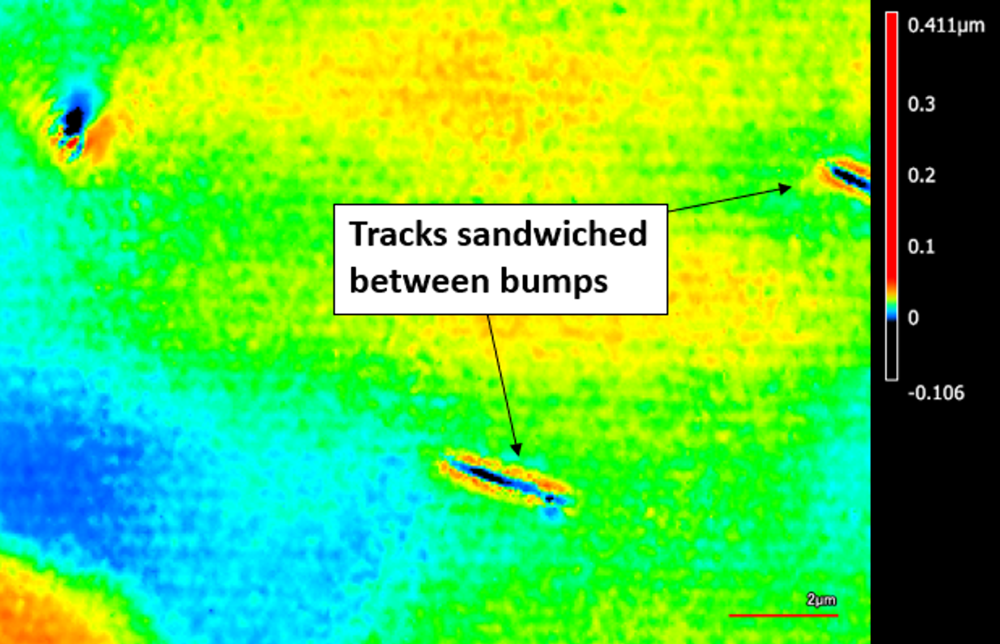 0.411µm
0.3
0.2
Tracks sandwiched
between bumps
0.1
0
-0.106
2µm